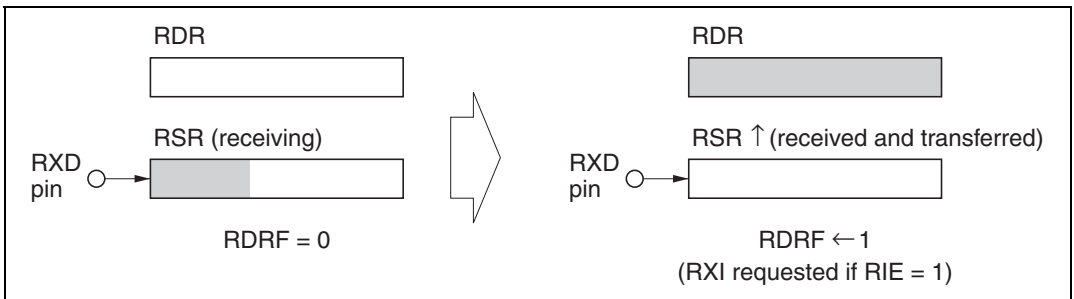 RDR
RSR (receiving)
RXD
pin
RDRF = 0
RDR
RSR ↑ (received and transferred)
RXD
pin
RDRF ← 1
(RXI requested if RIE = 1)